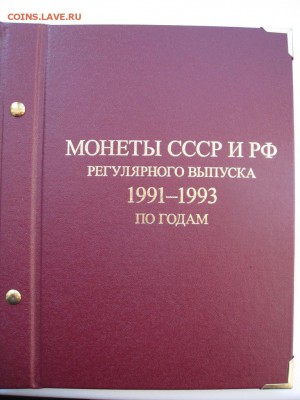 COINS.LAVE.RU
МОНЕТЫ СССР И РФ
РЕГУЛЯРНОГО ВЫПУСКА
1991–1993
ПО ГОДАМ